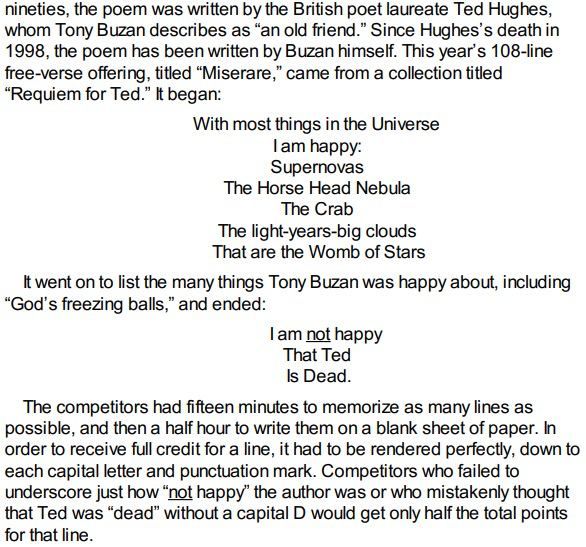 nineties, the poem was written by the British poet laureate Ted Hughes,
whom Tony Buzan describes as “an old friend.” Since Hughes’s death in
1998, the poem has been written by Buzan himself. This year’s 108-line
free-verse offering, titled “Miserare,” came from a collection titled
“Requiem for Ted.” It began:
With most things in the Universe
I am happy:
Supernovas
The Horse Head Nebula
The Crab
The light-years-big clouds
That are the Womb of Stars
It went on to list the many things Tony Buzan was happy about, including
“God’s freezing balls,” and ended:
I am not happy
That Ted
Is Dead.
The competitors had fifteen minutes to memorize as many lines as
possible, and then a half hour to write them on a blank sheet of paper. In
order to receive full credit for a line, it had to be rendered perfectly, down to
each capital letter and punctuation mark. Competitors who failed to
underscore just how “not happy” the author was or who mistakenly thought
that Ted was “dead” without a capital D would get only half the total points
for that line.